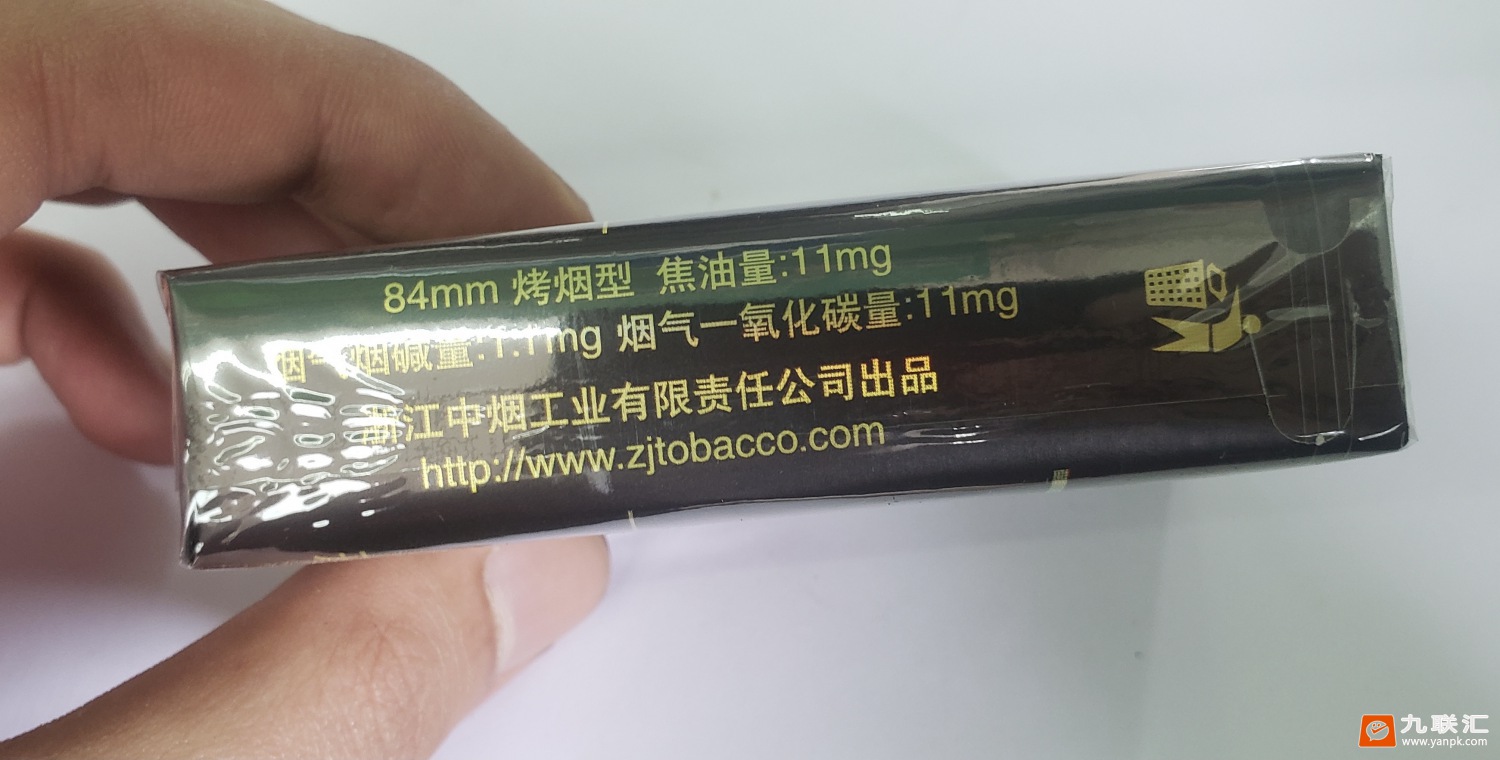 84mm 烤烟型 焦油量:11mg
烟气烟碱量:1.1mg 烟气一氧化碳量:11mg
浙江中烟工业有限责任公司出品
http://www.zjtobacco.com
九联汇
www.yanpk.com